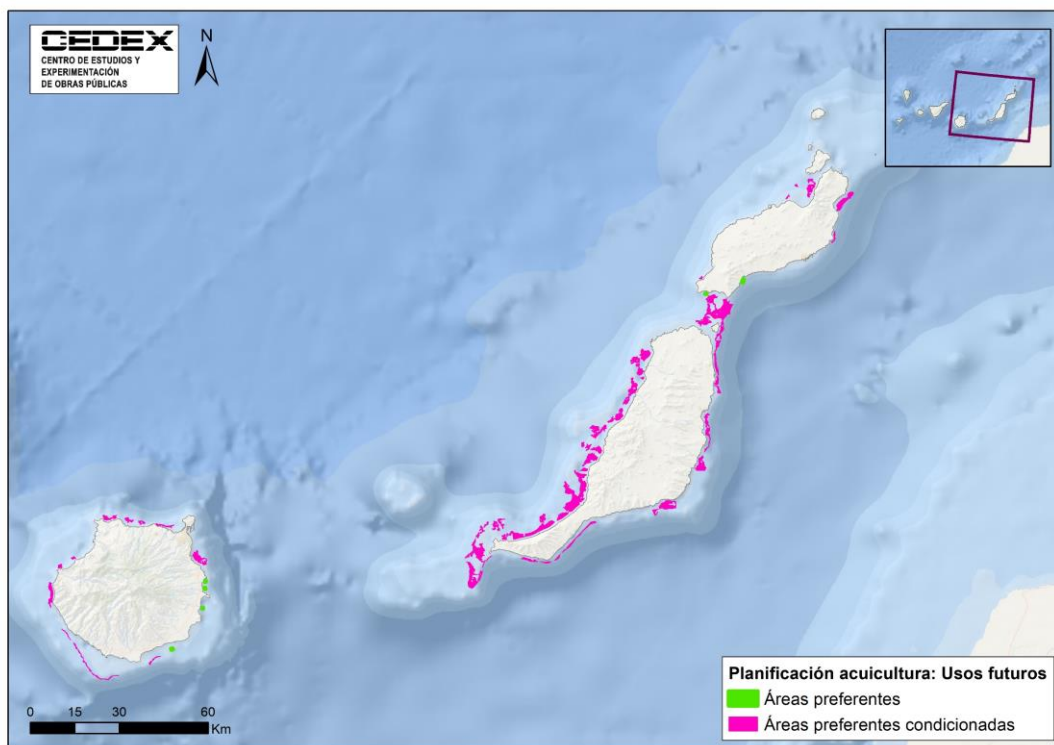 CEDEX
CENTRO DE ESTUDIOS Y
EXPERIMENTACIÓN
DE OBRAS PÚBLICAS
N
Planificación acuicultura: Usos futuros
Áreas preferentes
Áreas preferentes condicionadas
0 15 30 60
Km